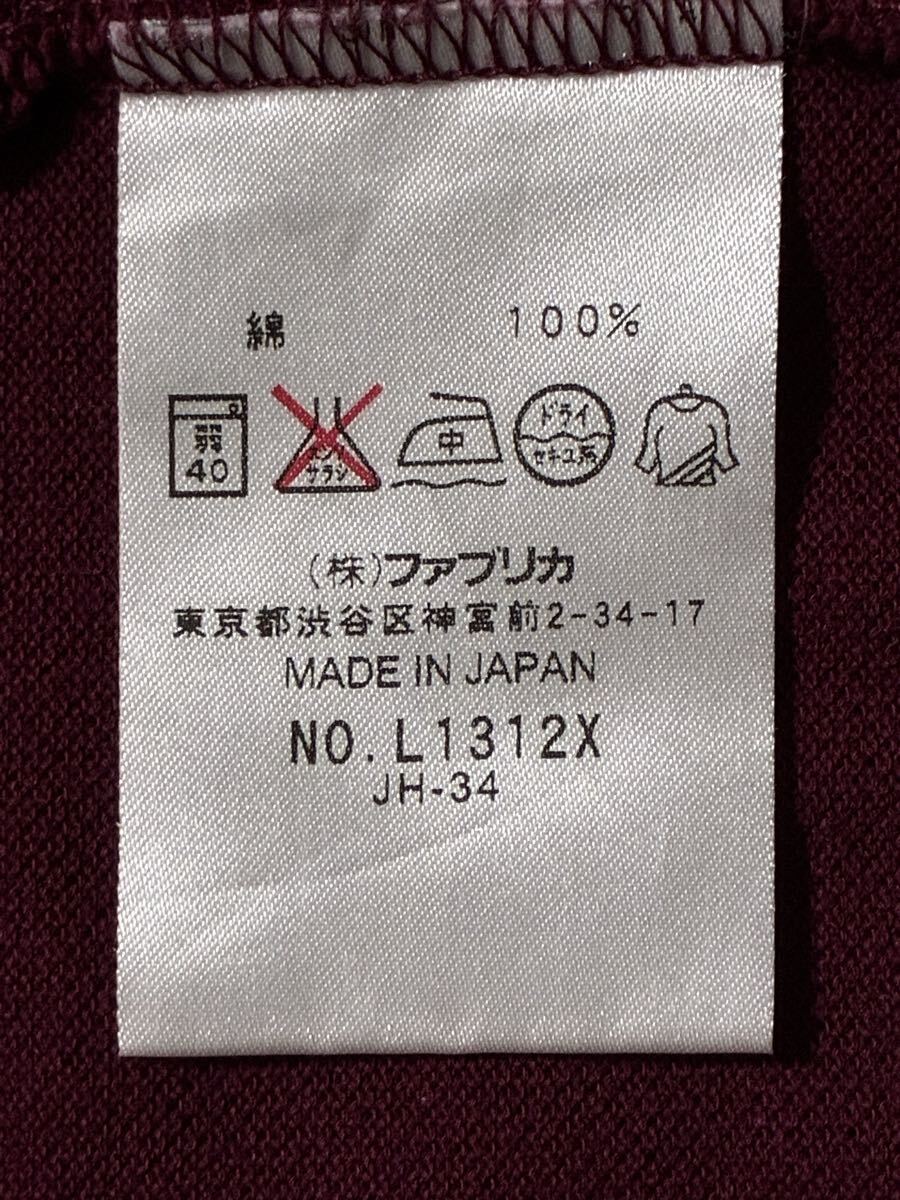 綿 100%
弱 40 エンソ サラシ 中 ドライ セキユ系
(株)ファブリカ
東京都渋谷区神宮前2-34-17
MADE IN JAPAN
NO.L1312X
JH-34